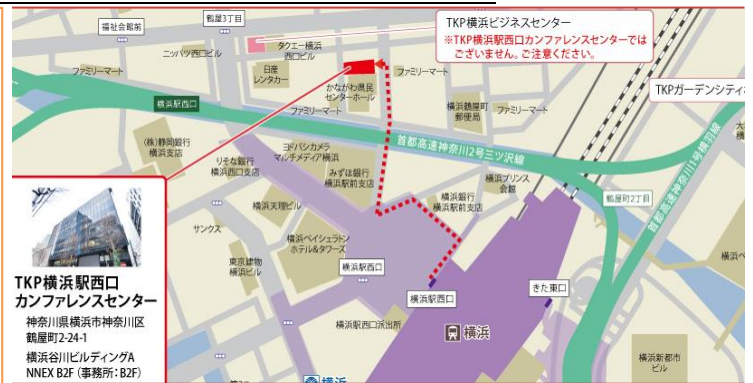 福祉会館前
鶴屋3丁目
TKP横浜ビジネスセンター
※TKP横浜駅西口カンファレンスセンターでは
ございません。ご注意ください。
ニッパツ西口ビル
タクエー横浜
西口ビル
日産
レンタカー
かながわ県民
センターホール
ファミリーマート
ファミリーマート
ファミリーマート
ファミリーマート
横浜鶴屋町
郵便局
TKPガーデンシティ
横浜駅西口
首都高速神奈川2号三ツ沢線
首都高速神奈川1号横羽線
(株)静岡銀行
横浜支店
りそな銀行
横浜西口支店
ヨドバシカメラ
マルチメディア横浜
みずほ銀行
横浜駅前支店
横浜銀行
横浜駅前支店
横浜プリンス
会館
鶴屋町2丁目
サンクス
横浜天理ビル
横浜ベイシェラトン
ホテル&タワーズ
東京建物
横浜ビル
横浜駅西口
横浜駅西口
きた東口
横浜駅西口派出所
横浜
横浜新都市
ビル
横浜
TKP横浜駅西口
カンファレンスセンター
神奈川県横浜市神奈川区
鶴屋町2-24-1
横浜谷川ビルディングA
NNEX B2F (事務所:B2F)